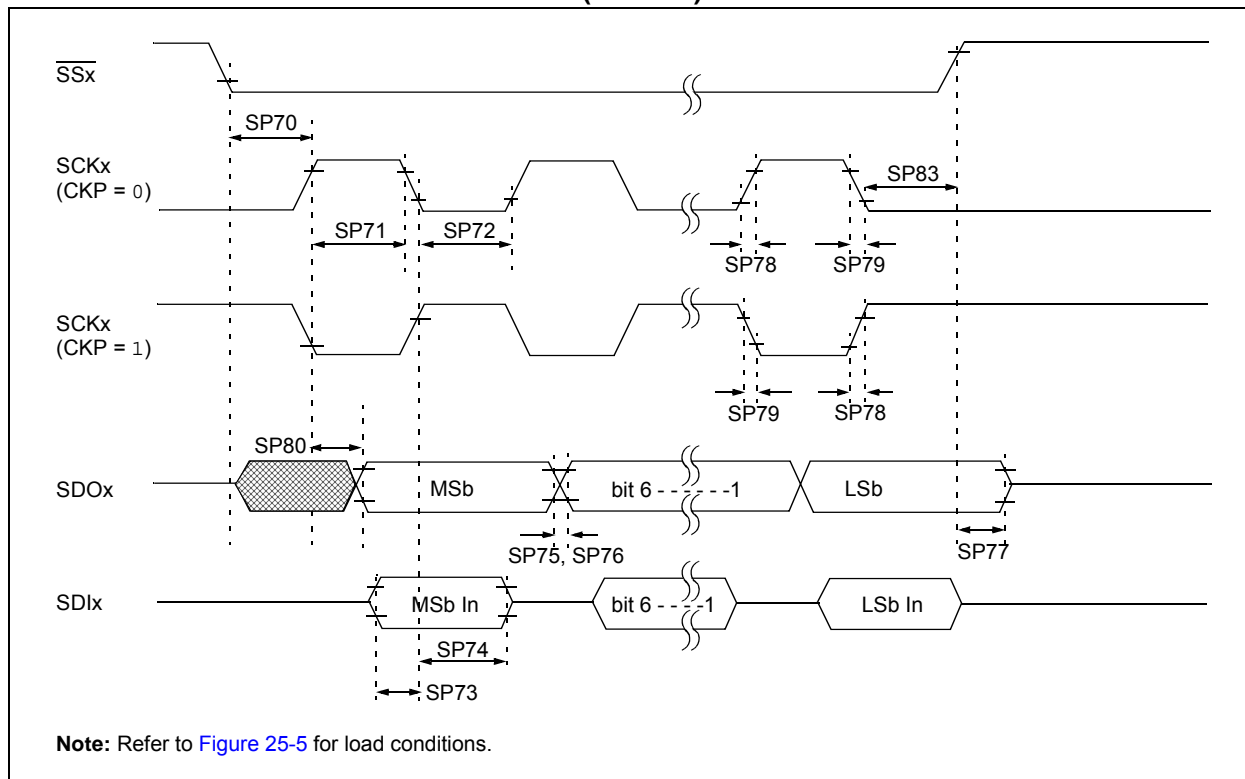 SSx
SP70
SCKx
(CKP = 0)
SP83
SP71
SP72
SP78
SP79
SCKx
(CKP = 1)
SP79
SP78
SP80
SDOx
MSb
bit 6 - - - - - -1
LSb
SP75, SP76
SP77
SDIx
MSb In
bit 6 - - - -1
LSb In
SP74
SP73
Note: Refer to Figure 25-5 for load conditions.